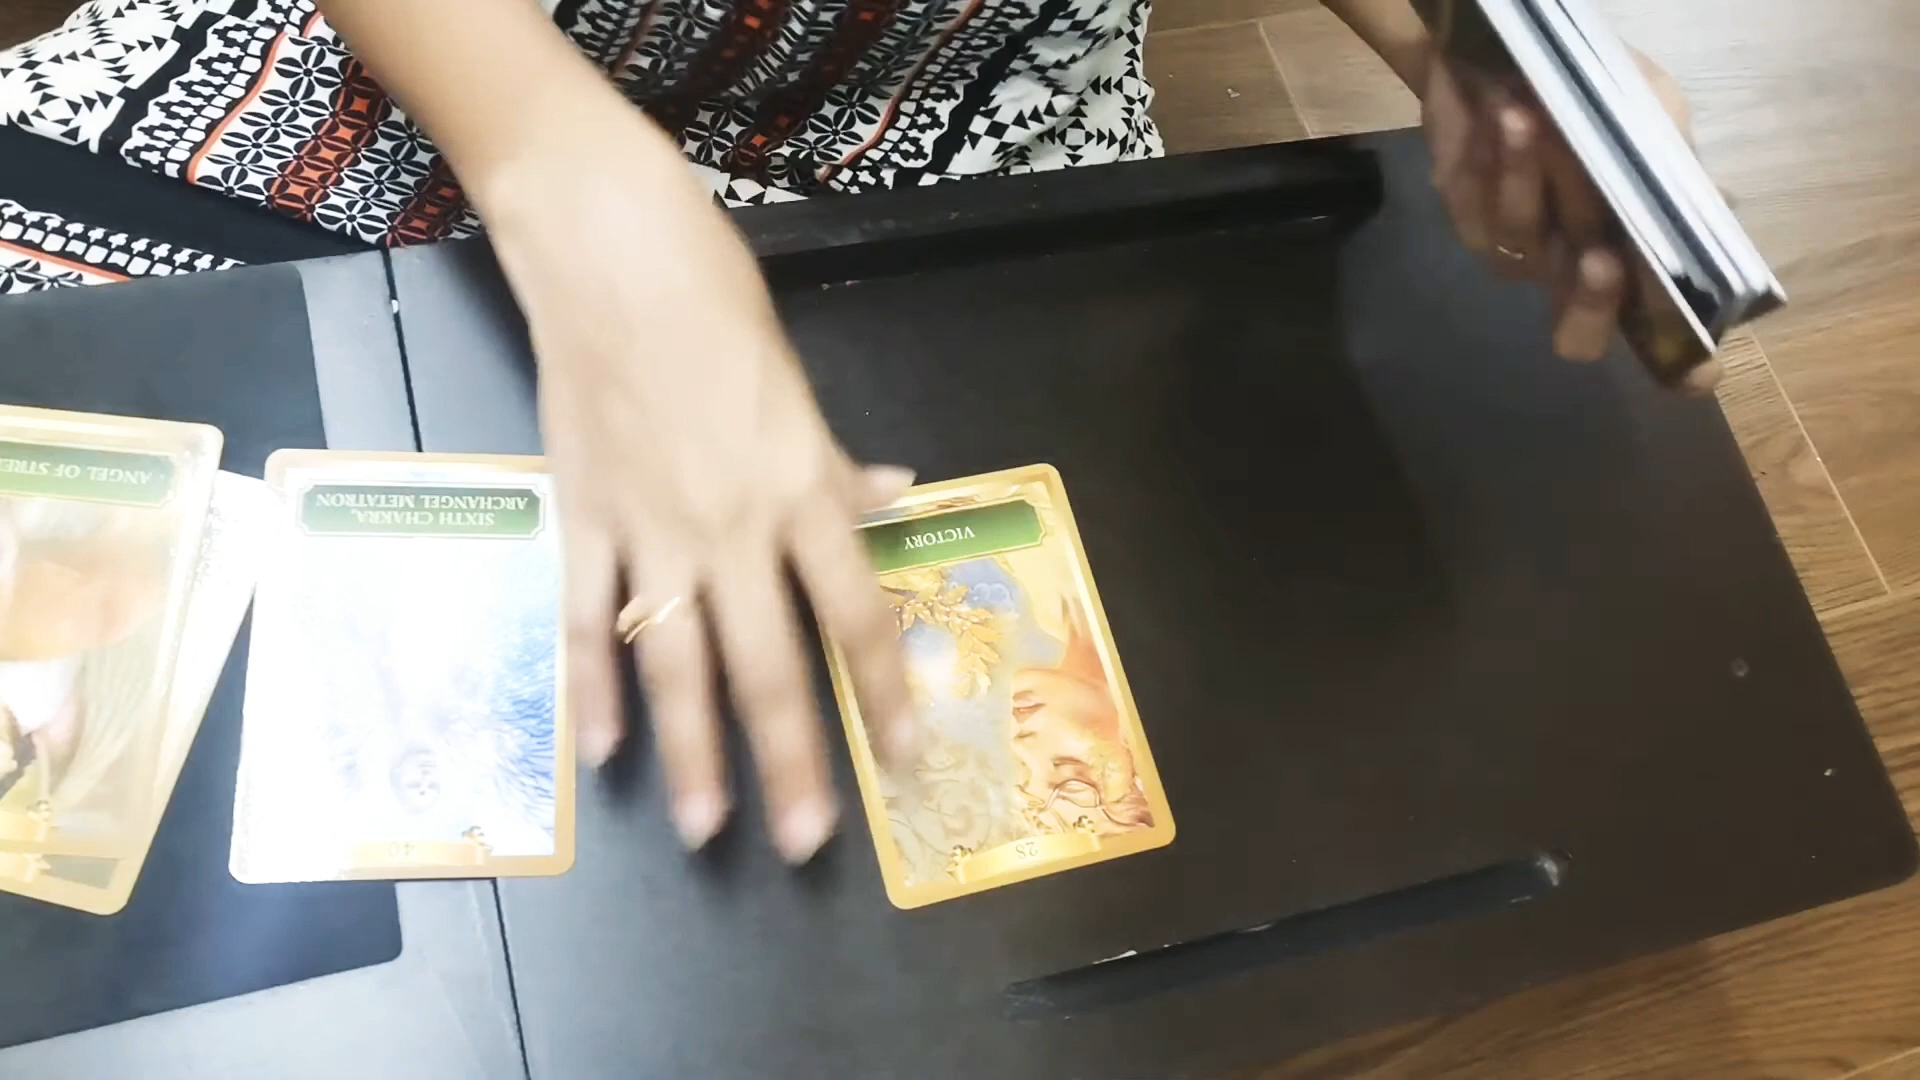 ANGEL OF STRE
SIXTH CHAKRA,
ARCHANGEL METATRON
40
VICTORY
28